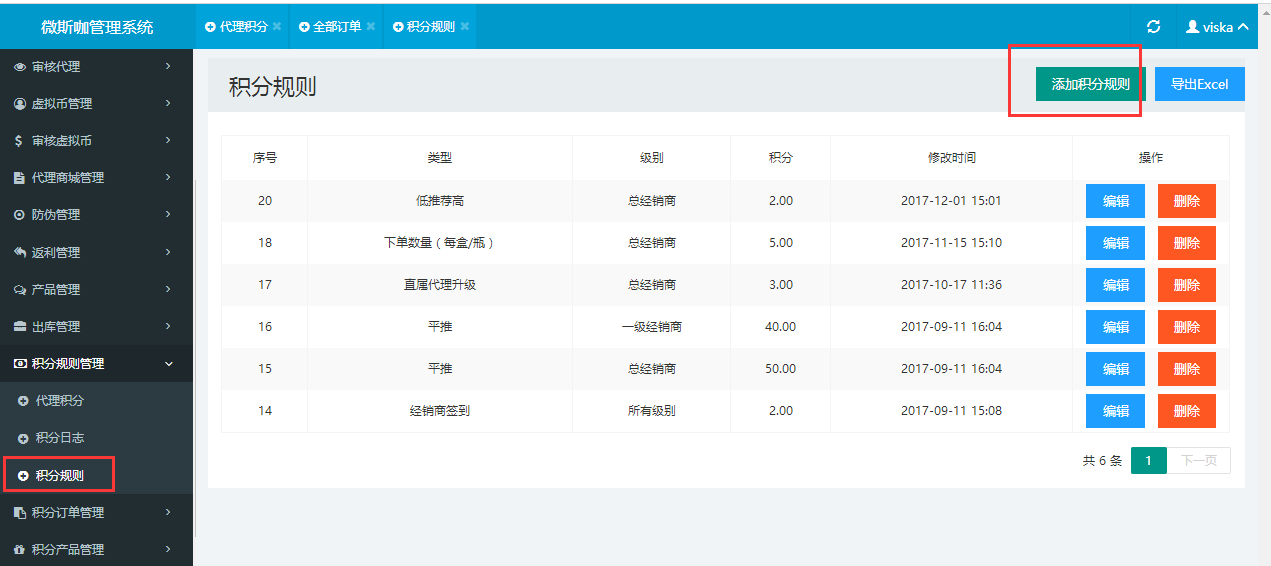 微斯咖管理系统 代理积分 全部订单 积分规则 viska
审核代理
虚拟币管理
审核虚拟币
代理商城管理
防伪管理
返利管理
产品管理
出库管理
积分规则管理
代理积分
积分日志
积分规则
积分订单管理
积分产品管理
积分规则 添加积分规则 导出Excel
序号 类型 级别 积分 修改时间 操作
20 低推荐高 总经销商 2.00 2017-12-01 15:01 编辑 删除
18 下单数量（每盒/瓶） 总经销商 5.00 2017-11-15 15:10 编辑 删除
17 直属代理升级 总经销商 3.00 2017-10-17 11:36 编辑 删除
16 平推 一级经销商 40.00 2017-09-11 16:04 编辑 删除
15 平推 总经销商 50.00 2017-09-11 16:04 编辑 删除
14 经销商签到 所有级别 2.00 2017-09-11 15:08 编辑 删除
共 6 条 1 下一页